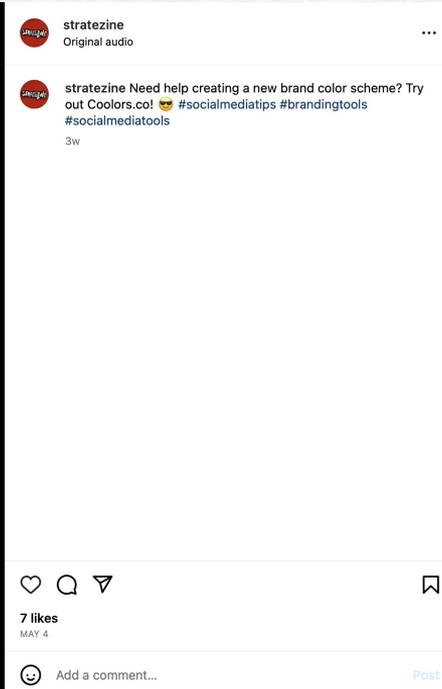 stratezine
Original audio
stratezine Need help creating a new brand color scheme? Try
out Coolors.co! 😎 #socialmediatips #brandingtools
#socialmediatools
3w
7 likes
MAY 4
Add a comment...
Post